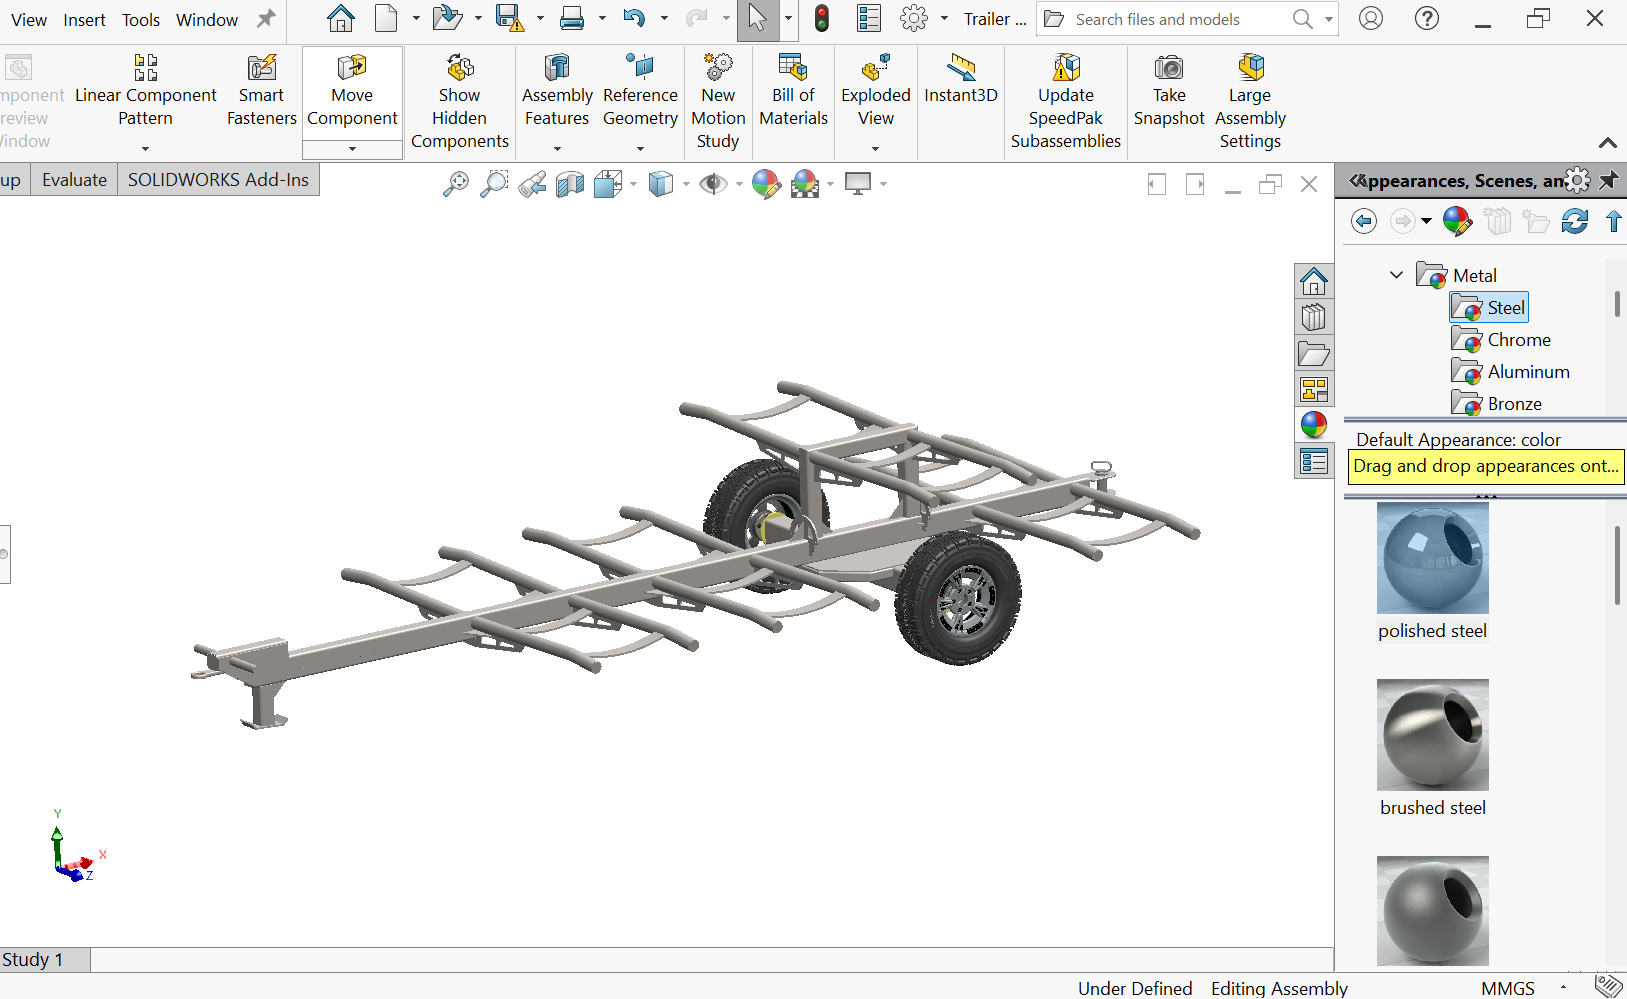 View Insert Tools Window
Trailer ...
Search files and models
Linear Component
Pattern
Smart
Fasteners
Move
Component
Show
Hidden
Components
Assembly
Features
Reference
Geometry
New
Motion
Study
Bill of
Materials
Exploded
View
Instant3D
Update
SpeedPak
Subassemblies
Take
Snapshot
Large
Assembly
Settings
mponent
review
indow
up
Evaluate
SOLIDWORKS Add-Ins
Appearances, Scenes, an
Metal
Steel
Chrome
Aluminum
Bronze
Default Appearance: color
Drag and drop appearances ont...
polished steel
brushed steel
Y
X
Z
Study 1
Under Defined Editing Assembly MMGS